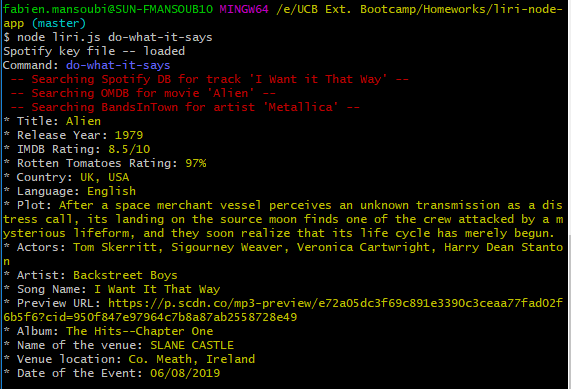 fabien.mansoubi@SUN-FMANSOUB10 MINGW64 /e/UCB Ext. Bootcamp/Homeworks/liri-node-
app (master)
$ node liri.js do-what-it-says
Spotify key file -- loaded
Command: do-what-it-says
-- Searching Spotify DB for track 'I Want it That Way' --
-- Searching OMDB for movie 'Alien' --
-- Searching BandsInTown for artist 'Metallica' --
* Title: Alien
* Release Year: 1979
* IMDB Rating: 8.5/10
* Rotten Tomatoes Rating: 97%
* Country: UK, USA
* Language: English
* Plot: After a space merchant vessel perceives an unknown transmission as a dis
tress call, its landing on the source moon finds one of the crew attacked by a m
ysterious lifeform, and they soon realize that its life cycle has merely begun.
* Actors: Tom Skerritt, Sigourney Weaver, Veronica Cartwright, Harry Dean Stanto
n
* Artist: Backstreet Boys
* Song Name: I Want It That Way
* Preview URL: https://p.scdn.co/mp3-preview/e72a05dc3f69c891e3390c3ceaa77fad02f
6b5f6?cid=950f847e97964c7b8a87ab2558728e49
* Album: The Hits--Chapter One
* Name of the venue: SLANE CASTLE
* Venue location: Co. Meath, Ireland
* Date of the Event: 06/08/2019